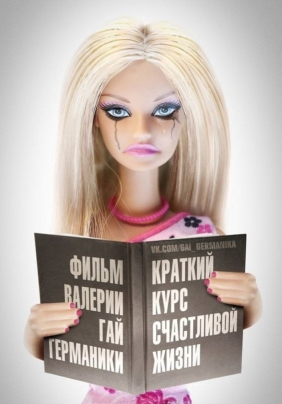 ФИЛЬМ
ВАЛЕРИИ
ГАЙ
ГЕРМАНИКИ
VK.COM/GAI_GERMANIKA
КРАТКИЙ
КУРС
СЧАСТЛИВОЙ
ЖИЗНИ